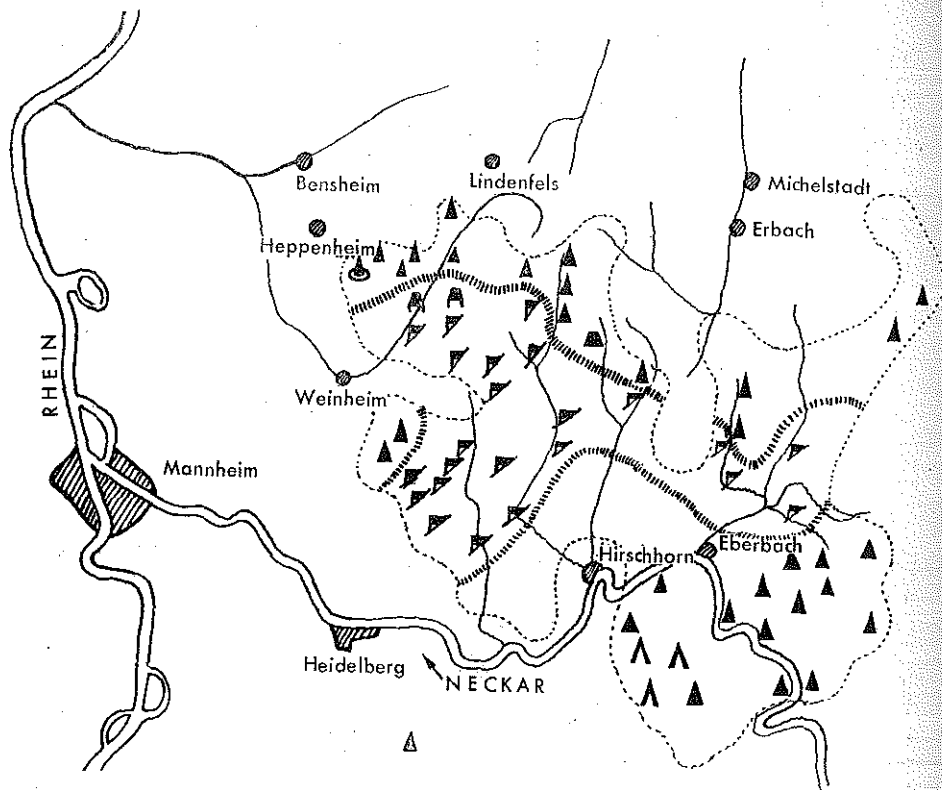 Bensheim
Lindenfels
Michelstadt
Heppenheim
Erbach
RHEIN
Weinheim
Mannheim
Hirschhorn
Eberbach
Heidelberg
NECKAR